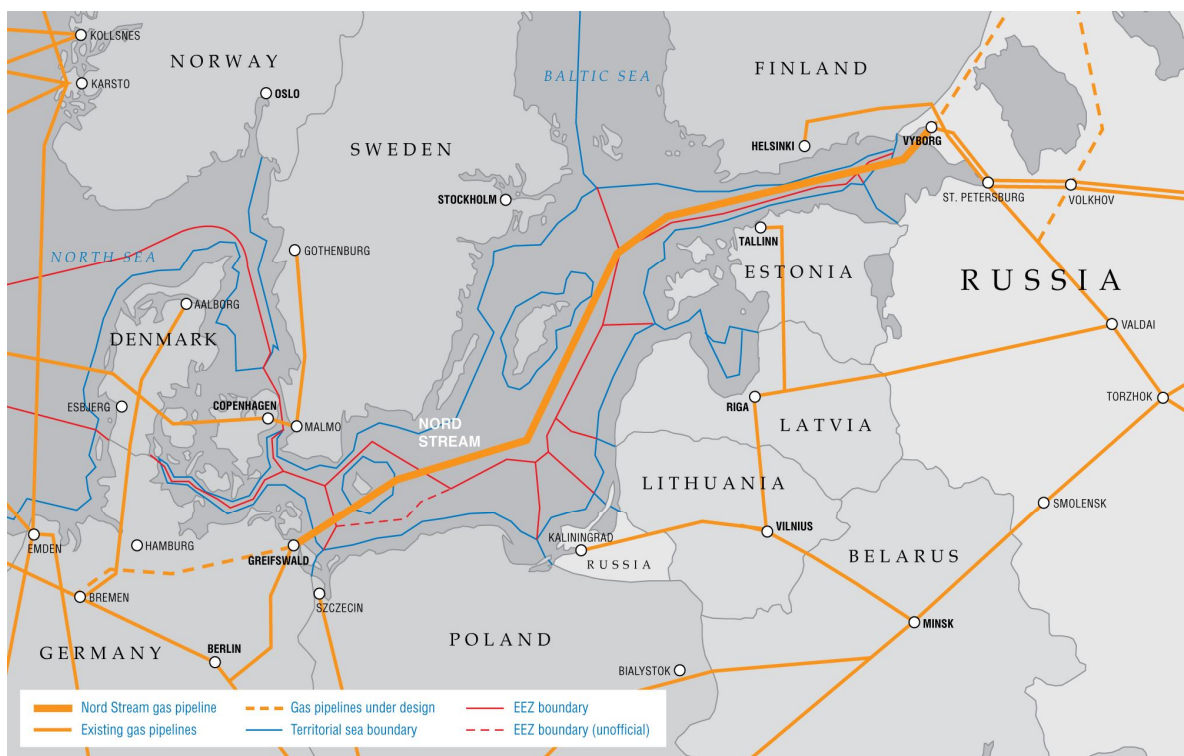 KOLLSNES
NORWAY
BALTIC SEA
FINLAND
KARSTO
OSLO
SWEDEN
HELSINKI
VYBORG
STOCKHOLM
ST. PETERSBURG
VOLKHOV
TALLINN
GOTHENBURG
NORTH SEA
ESTONIA
RUSSIA
AALBORG
DENMARK
VALDAI
ESBJERG
COPENHAGEN
MALMO
NORD
STREAM
RIGA
LATVIA
TORZHOK
LITHUANIA
SMOLENSK
VILNIUS
KALININGRAD
RUSSIA
BELARUS
EMDEN
HAMBURG
GREIFSWALD
BREMEN
SZCZECIN
MINSK
GERMANY
BERLIN
POLAND
BIALYSTOK
Nord Stream gas pipeline
Gas pipelines under design
EEZ boundary
Existing gas pipelines
Territorial sea boundary
EEZ boundary (unofficial)